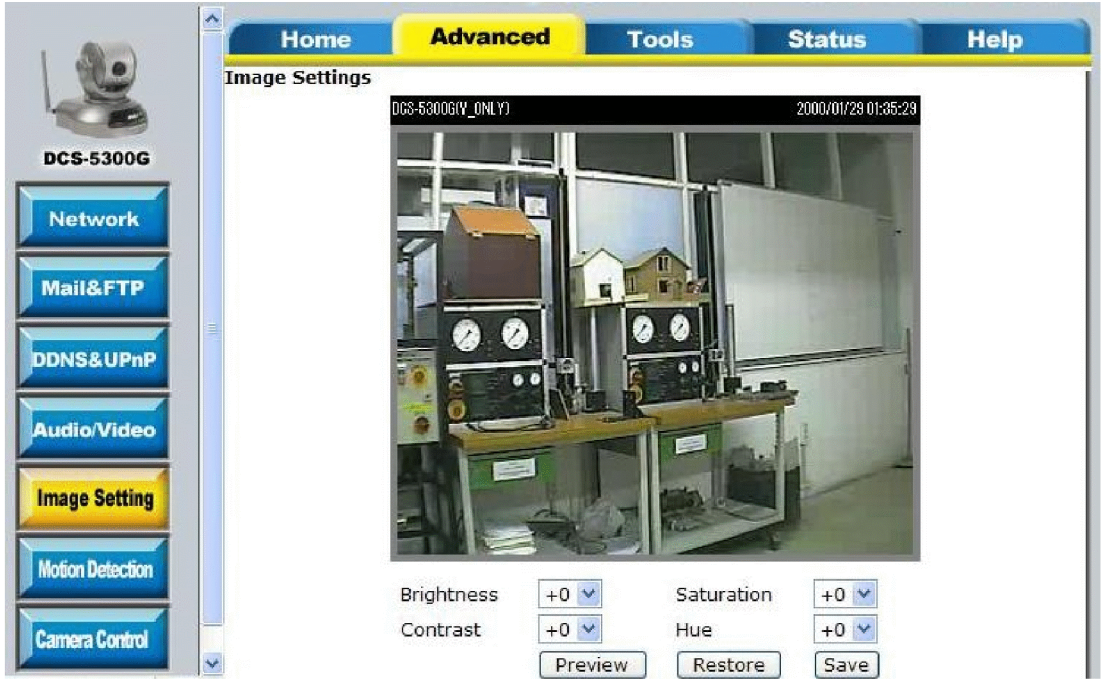 Home Advanced Tools Status Help
Image Settings
DCS-5300G(V_ONLY) 2000/01/29 01:35:29
DCS-5300G
Network
Mail&FTP
DDNS&UPnP
Audio/Video
Image Setting
Motion Detection
Camera Control
Brightness +0 Saturation +0
Contrast +0 Hue +0
Preview Restore Save